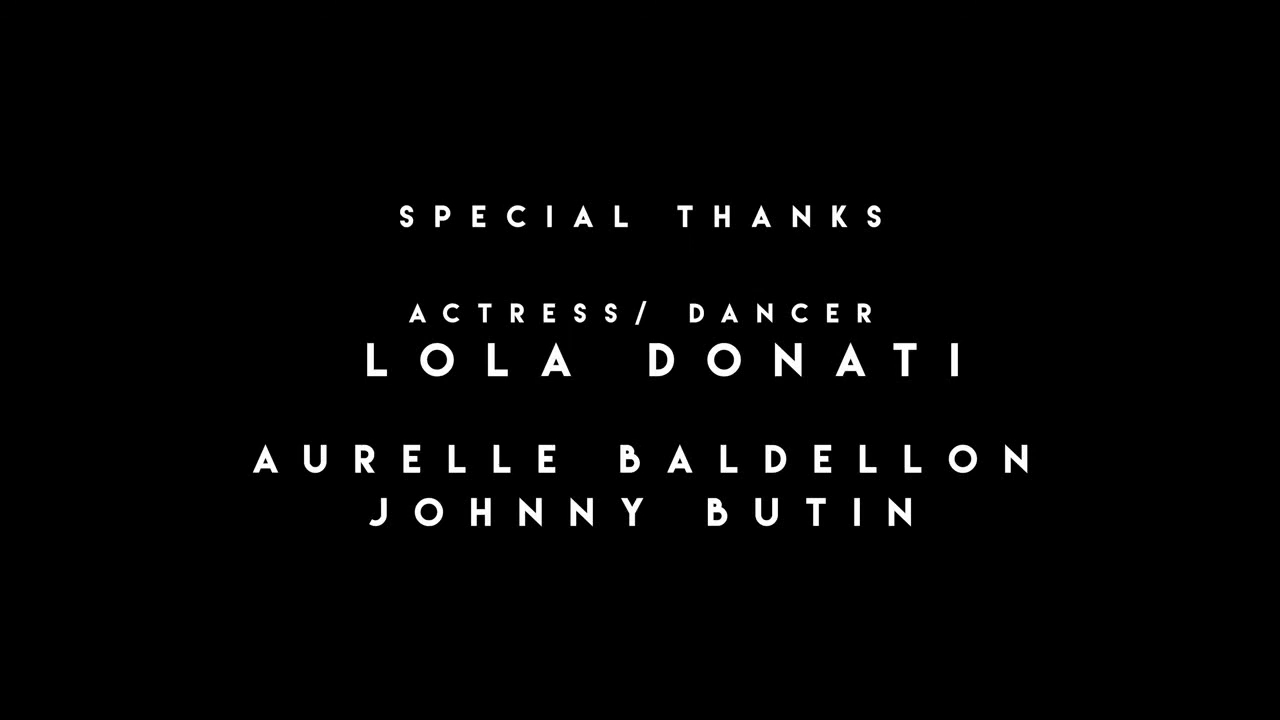 SPECIAL THANKS
ACTRESS/ DANCER
LOLA DONATI
AURELLE BALDELLON
JOHNNY BUTIN